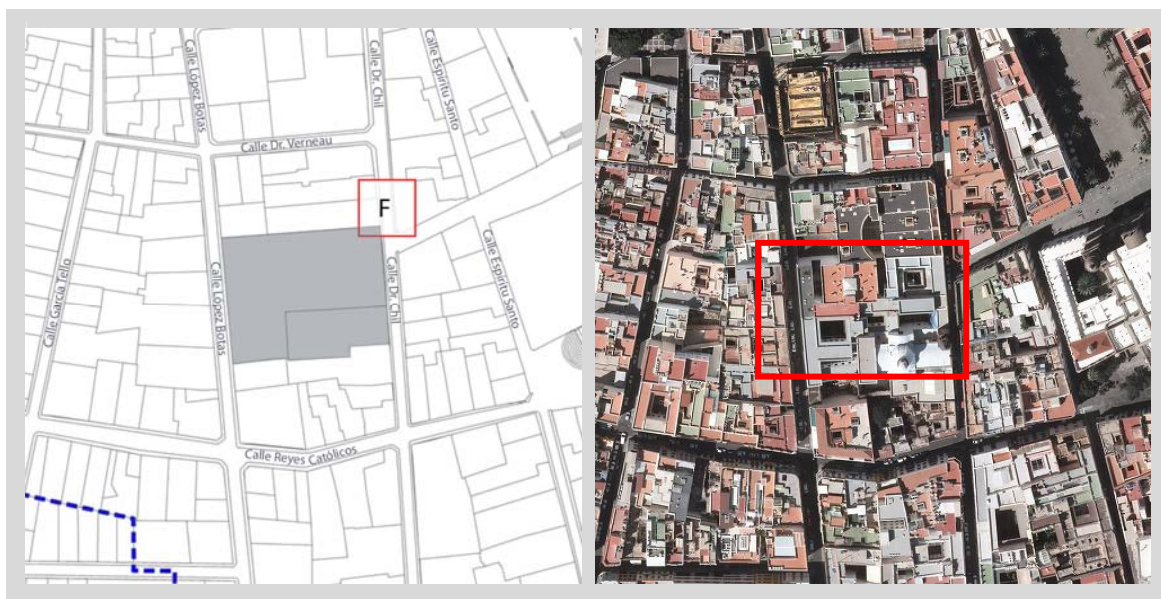 Calle López Botas
Calle Dr. Chil
Calle Espíritu Santo
Calle Dr. Verneau
F
Calle García Tello
Calle López Botas
Calle Dr. Chil
Calle Espíritu Santo
Calle Reyes Católicos